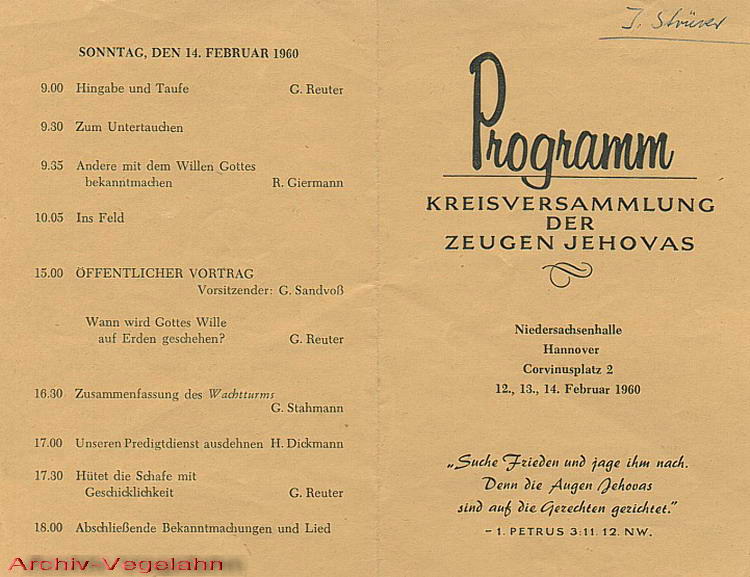 SONNTAG, DEN 14. FEBRUAR 1960
9.00 Hingabe und Taufe G. Reuter
9.30 Zum Untertauchen
9.35 Andere mit dem Willen Gottes
bekanntmachen R. Giermann
10.05 Ins Feld
15.00 ÖFFENTLICHER VORTRAG
Vorsitzender: G. Sandvoß
Wann wird Gottes Wille
auf Erden geschehen? G. Reuter
16.30 Zusammenfassung des Wachtturms
G. Stahmann
17.00 Unseren Predigtdienst ausdehnen H. Dickmann
17.30 Hütet die Schafe mit
Geschicklichkeit G. Reuter
18.00 Abschließende Bekanntmachungen und Lied
Archiv-Vegelahn
J. Strüver
Programm
KREISVERSAMMLUNG
DER
ZEUGEN JEHOVAS
Niedersachsenhalle
Hannover
Corvinusplatz 2
12., 13., 14. Februar 1960
„Suche Frieden und jage ihm nach.
Denn die Augen Jehovas
sind auf die Gerechten gerichtet.”
– 1. PETRUS 3:11, 12, NW.